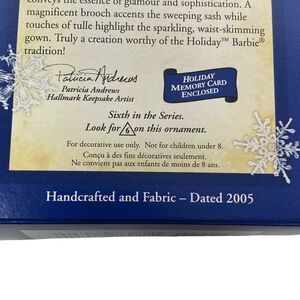 conveys the essence of glamour and sophistication. A
magnificent brooch accents the sweeping sash while
touches of tulle highlight the sparkling, waist-skimming
gown. Truly a creation worthy of the Holiday™ Barbie®
tradition!
Patricia Andrews
Patricia Andrews
Hallmark Keepsake Artist
HOLIDAY
MEMORY CARD
ENCLOSED
Sixth in the Series.
Look for 6 on this ornament.
For decorative use only. Not for children under 8.
Conçu à des fins décoratives seulement.
Ne convient pas aux enfants de moins de 8 ans.
Handcrafted and Fabric – Dated 2005